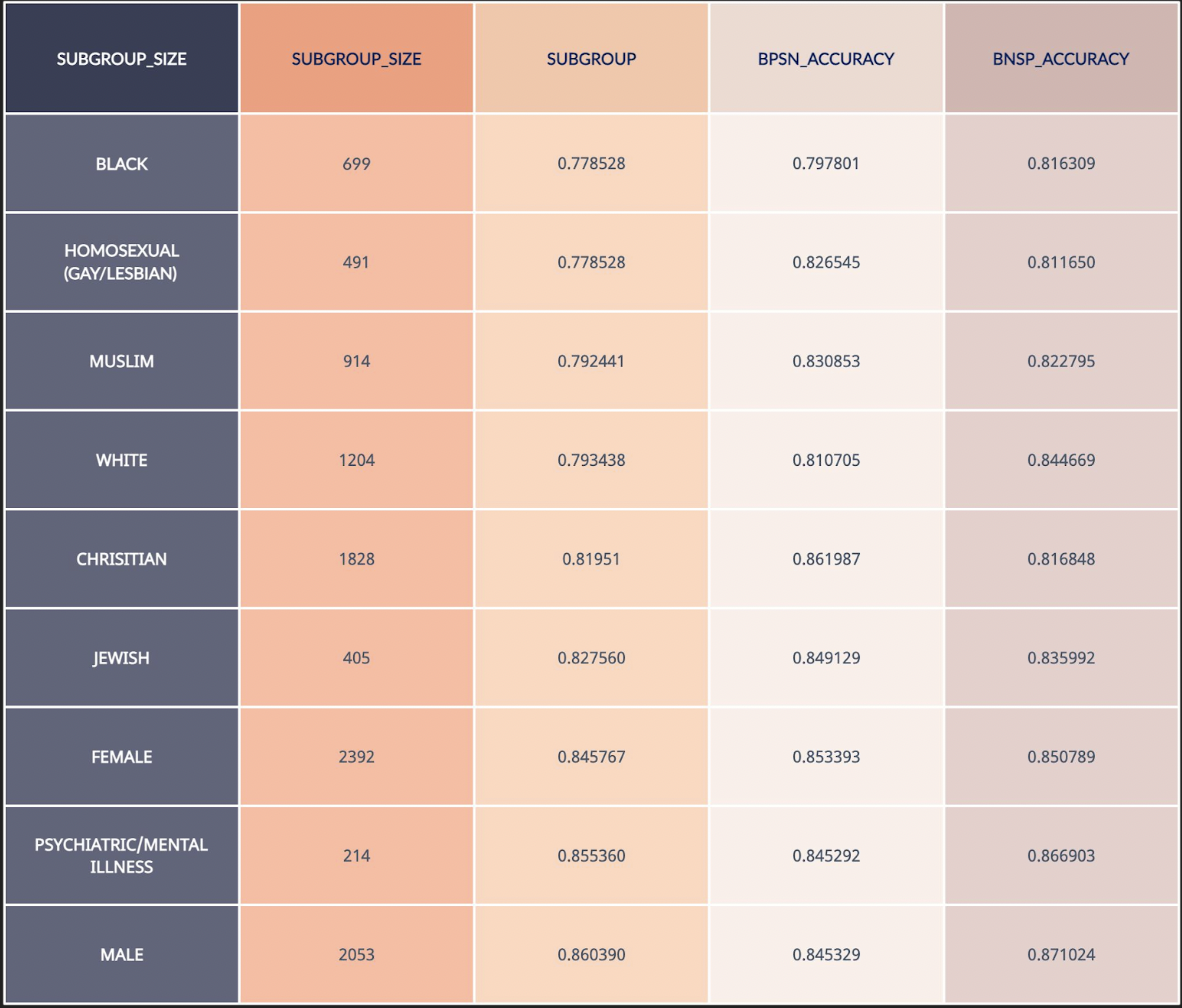 SUBGROUP_SIZE SUBGROUP_SIZE SUBGROUP BPSN_ACCURACY BNSP_ACCURACY
BLACK 699 0.778528 0.797801 0.816309
HOMOSEXUAL
(GAY/LESBIAN) 491 0.778528 0.826545 0.811650
MUSLIM 914 0.792441 0.830853 0.822795
WHITE 1204 0.793438 0.810705 0.844669
CHRISITIAN 1828 0.81951 0.861987 0.816848
JEWISH 405 0.827560 0.849129 0.835992
FEMALE 2392 0.845767 0.853393 0.850789
PSYCHIATRIC/MENTAL
ILLNESS 214 0.855360 0.845292 0.866903
MALE 2053 0.860390 0.845329 0.871024